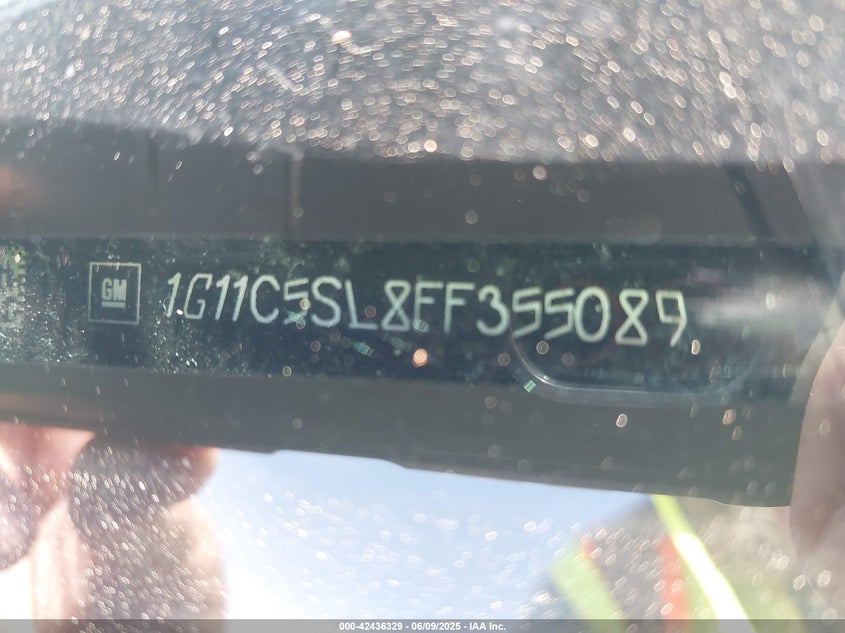 GM 1G11C5SL8FF355089
000-42436329 - 06/09/2025 - IAA Inc.